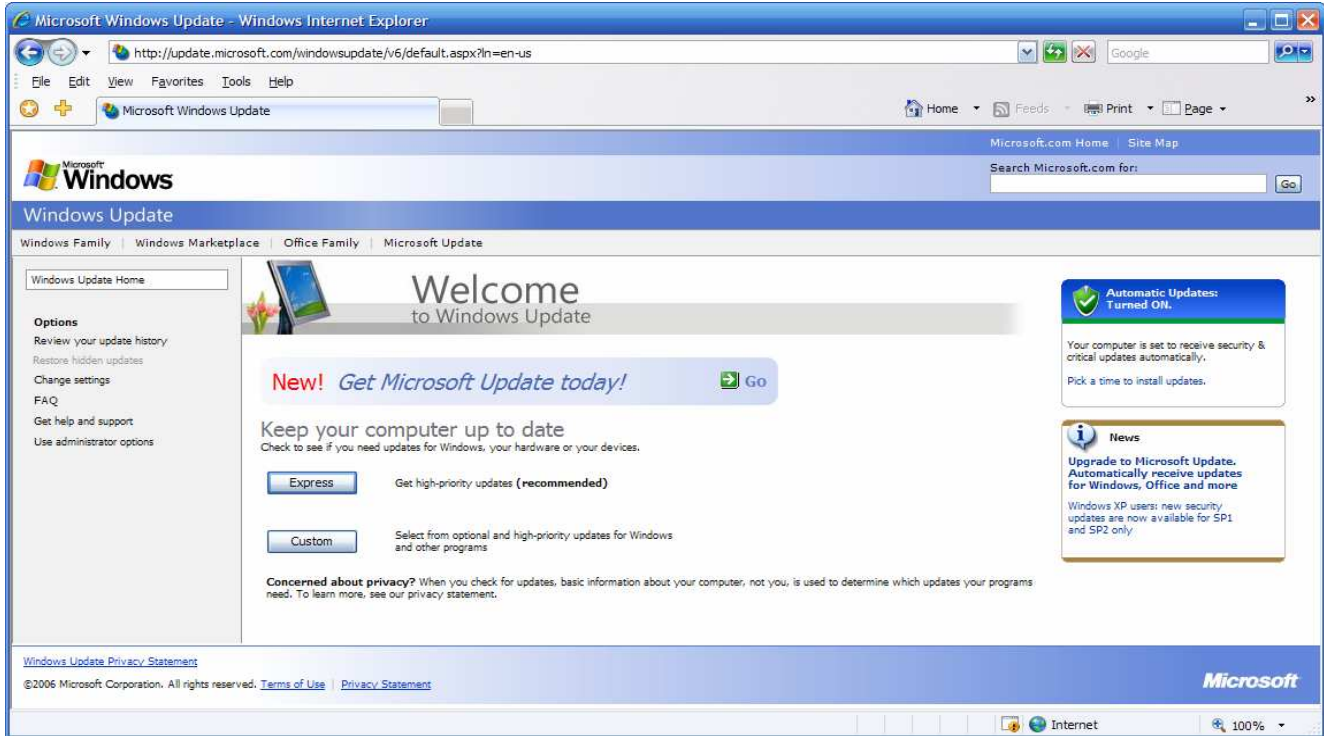 Microsoft Windows Update - Windows Internet Explorer
http://update.microsoft.com/windowsupdate/v6/default.aspx?ln=en-us
Google
File Edit View Favorites Tools Help
Microsoft Windows Update
Home Feeds Print Page »
Microsoft.com Home | Site Map
Microsoft
Windows
Search Microsoft.com for:
Go
Windows Update
Windows Family | Windows Marketplace | Office Family | Microsoft Update
Windows Update Home
Options
Review your update history
Restore hidden updates
Change settings
FAQ
Get help and support
Use administrator options
Welcome
to Windows Update
New! Get Microsoft Update today! Go
Keep your computer up to date
Check to see if you need updates for Windows, your hardware or your devices.
Express Get high-priority updates (recommended)
Custom Select from optional and high-priority updates for Windows
and other programs
Concerned about privacy? When you check for updates, basic information about your computer, not you, is used to determine which updates your programs
need. To learn more, see our privacy statement.
Automatic Updates:
Turned ON.
Your computer is set to receive security &
critical updates automatically.
Pick a time to install updates.
News
Upgrade to Microsoft Update.
Automatically receive updates
for Windows, Office and more
Windows XP users: new security
updates are now available for SP1
and SP2 only
Windows Update Privacy Statement
©2006 Microsoft Corporation. All rights reserved. Terms of Use | Privacy Statement
Microsoft
Internet 100%